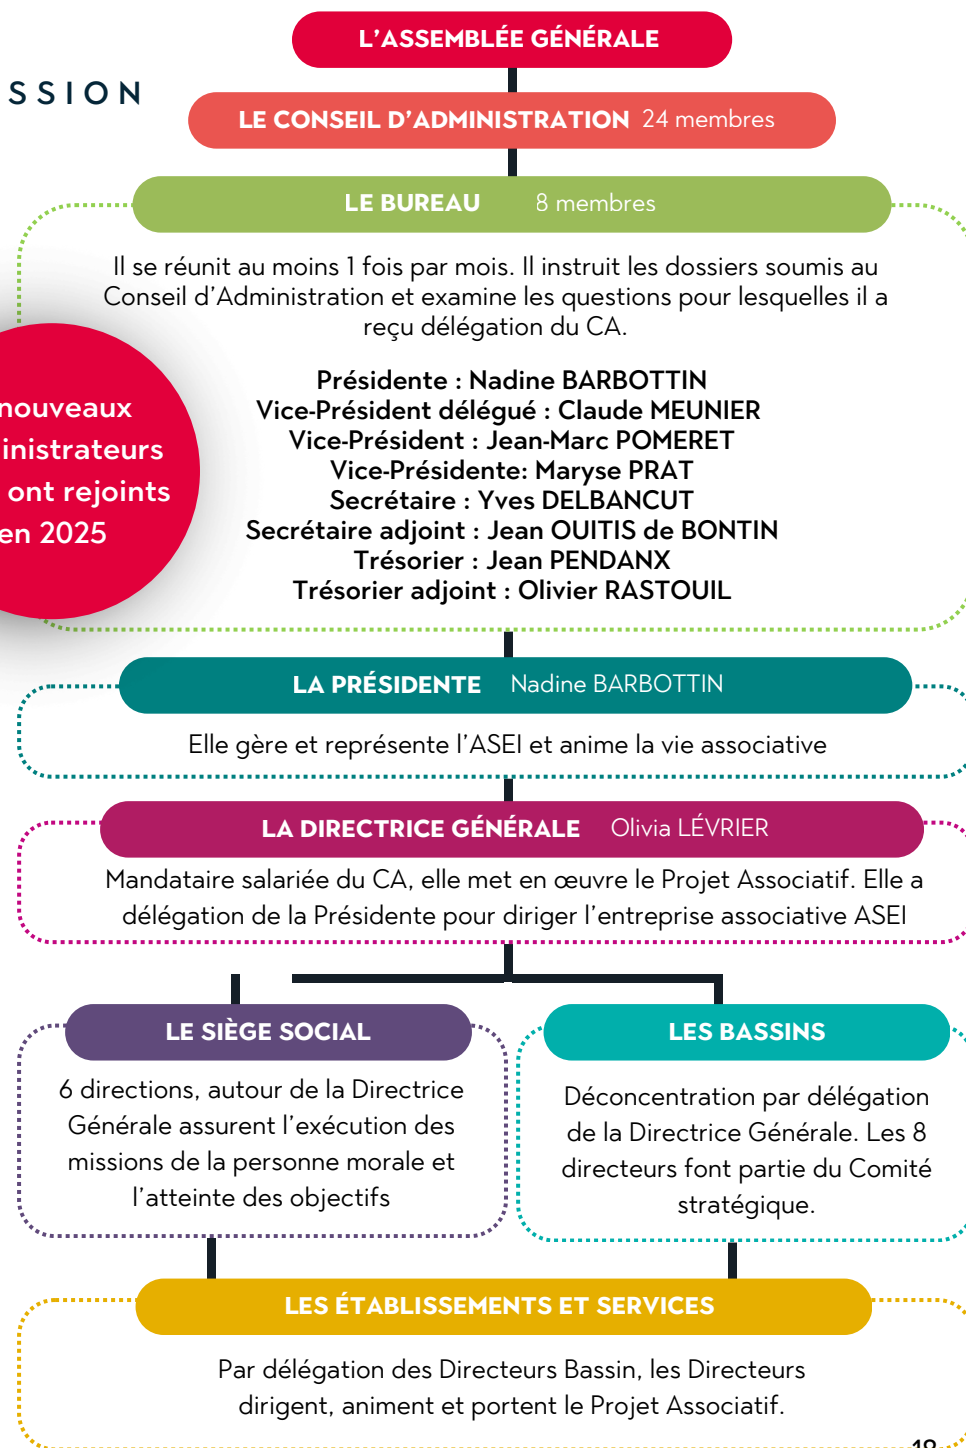 L'ASSEMBLÉE GÉNÉRALE
SSION
LE CONSEIL D'ADMINISTRATION 24 membres
LE BUREAU 8 membres
Il se réunit au moins 1 fois par mois. Il instruit les dossiers soumis au
Conseil d'Administration et examine les questions pour lesquelles il a
reçu délégation du CA.
nouveaux
inistrateurs
ont rejoints
en 2025
Présidente : Nadine BARBOTTIN
Vice-Président délégué : Claude MEUNIER
Vice-Président : Jean-Marc POMERET
Vice-Présidente: Maryse PRAT
Secrétaire : Yves DELBANCUT
Secrétaire adjoint : Jean OUITIS de BONTIN
Trésorier : Jean PENDANX
Trésorier adjoint : Olivier RASTOUIL
LA PRÉSIDENTE Nadine BARBOTTIN
Elle gère et représente l'ASEI et anime la vie associative
LA DIRECTRICE GÉNÉRALE Olivia LÉVRIER
Mandataire salariée du CA, elle met en œuvre le Projet Associatif. Elle a
délégation de la Présidente pour diriger l'entreprise associative ASEI
LE SIÈGE SOCIAL
6 directions, autour de la Directrice
Générale assurent l'exécution des
missions de la personne morale et
l'atteinte des objectifs
LES BASSINS
Déconcentration par délégation
de la Directrice Générale. Les 8
directeurs font partie du Comité
stratégique.
LES ÉTABLISSEMENTS ET SERVICES
Par délégation des Directeurs Bassin, les Directeurs
dirigent, animent et portent le Projet Associatif.